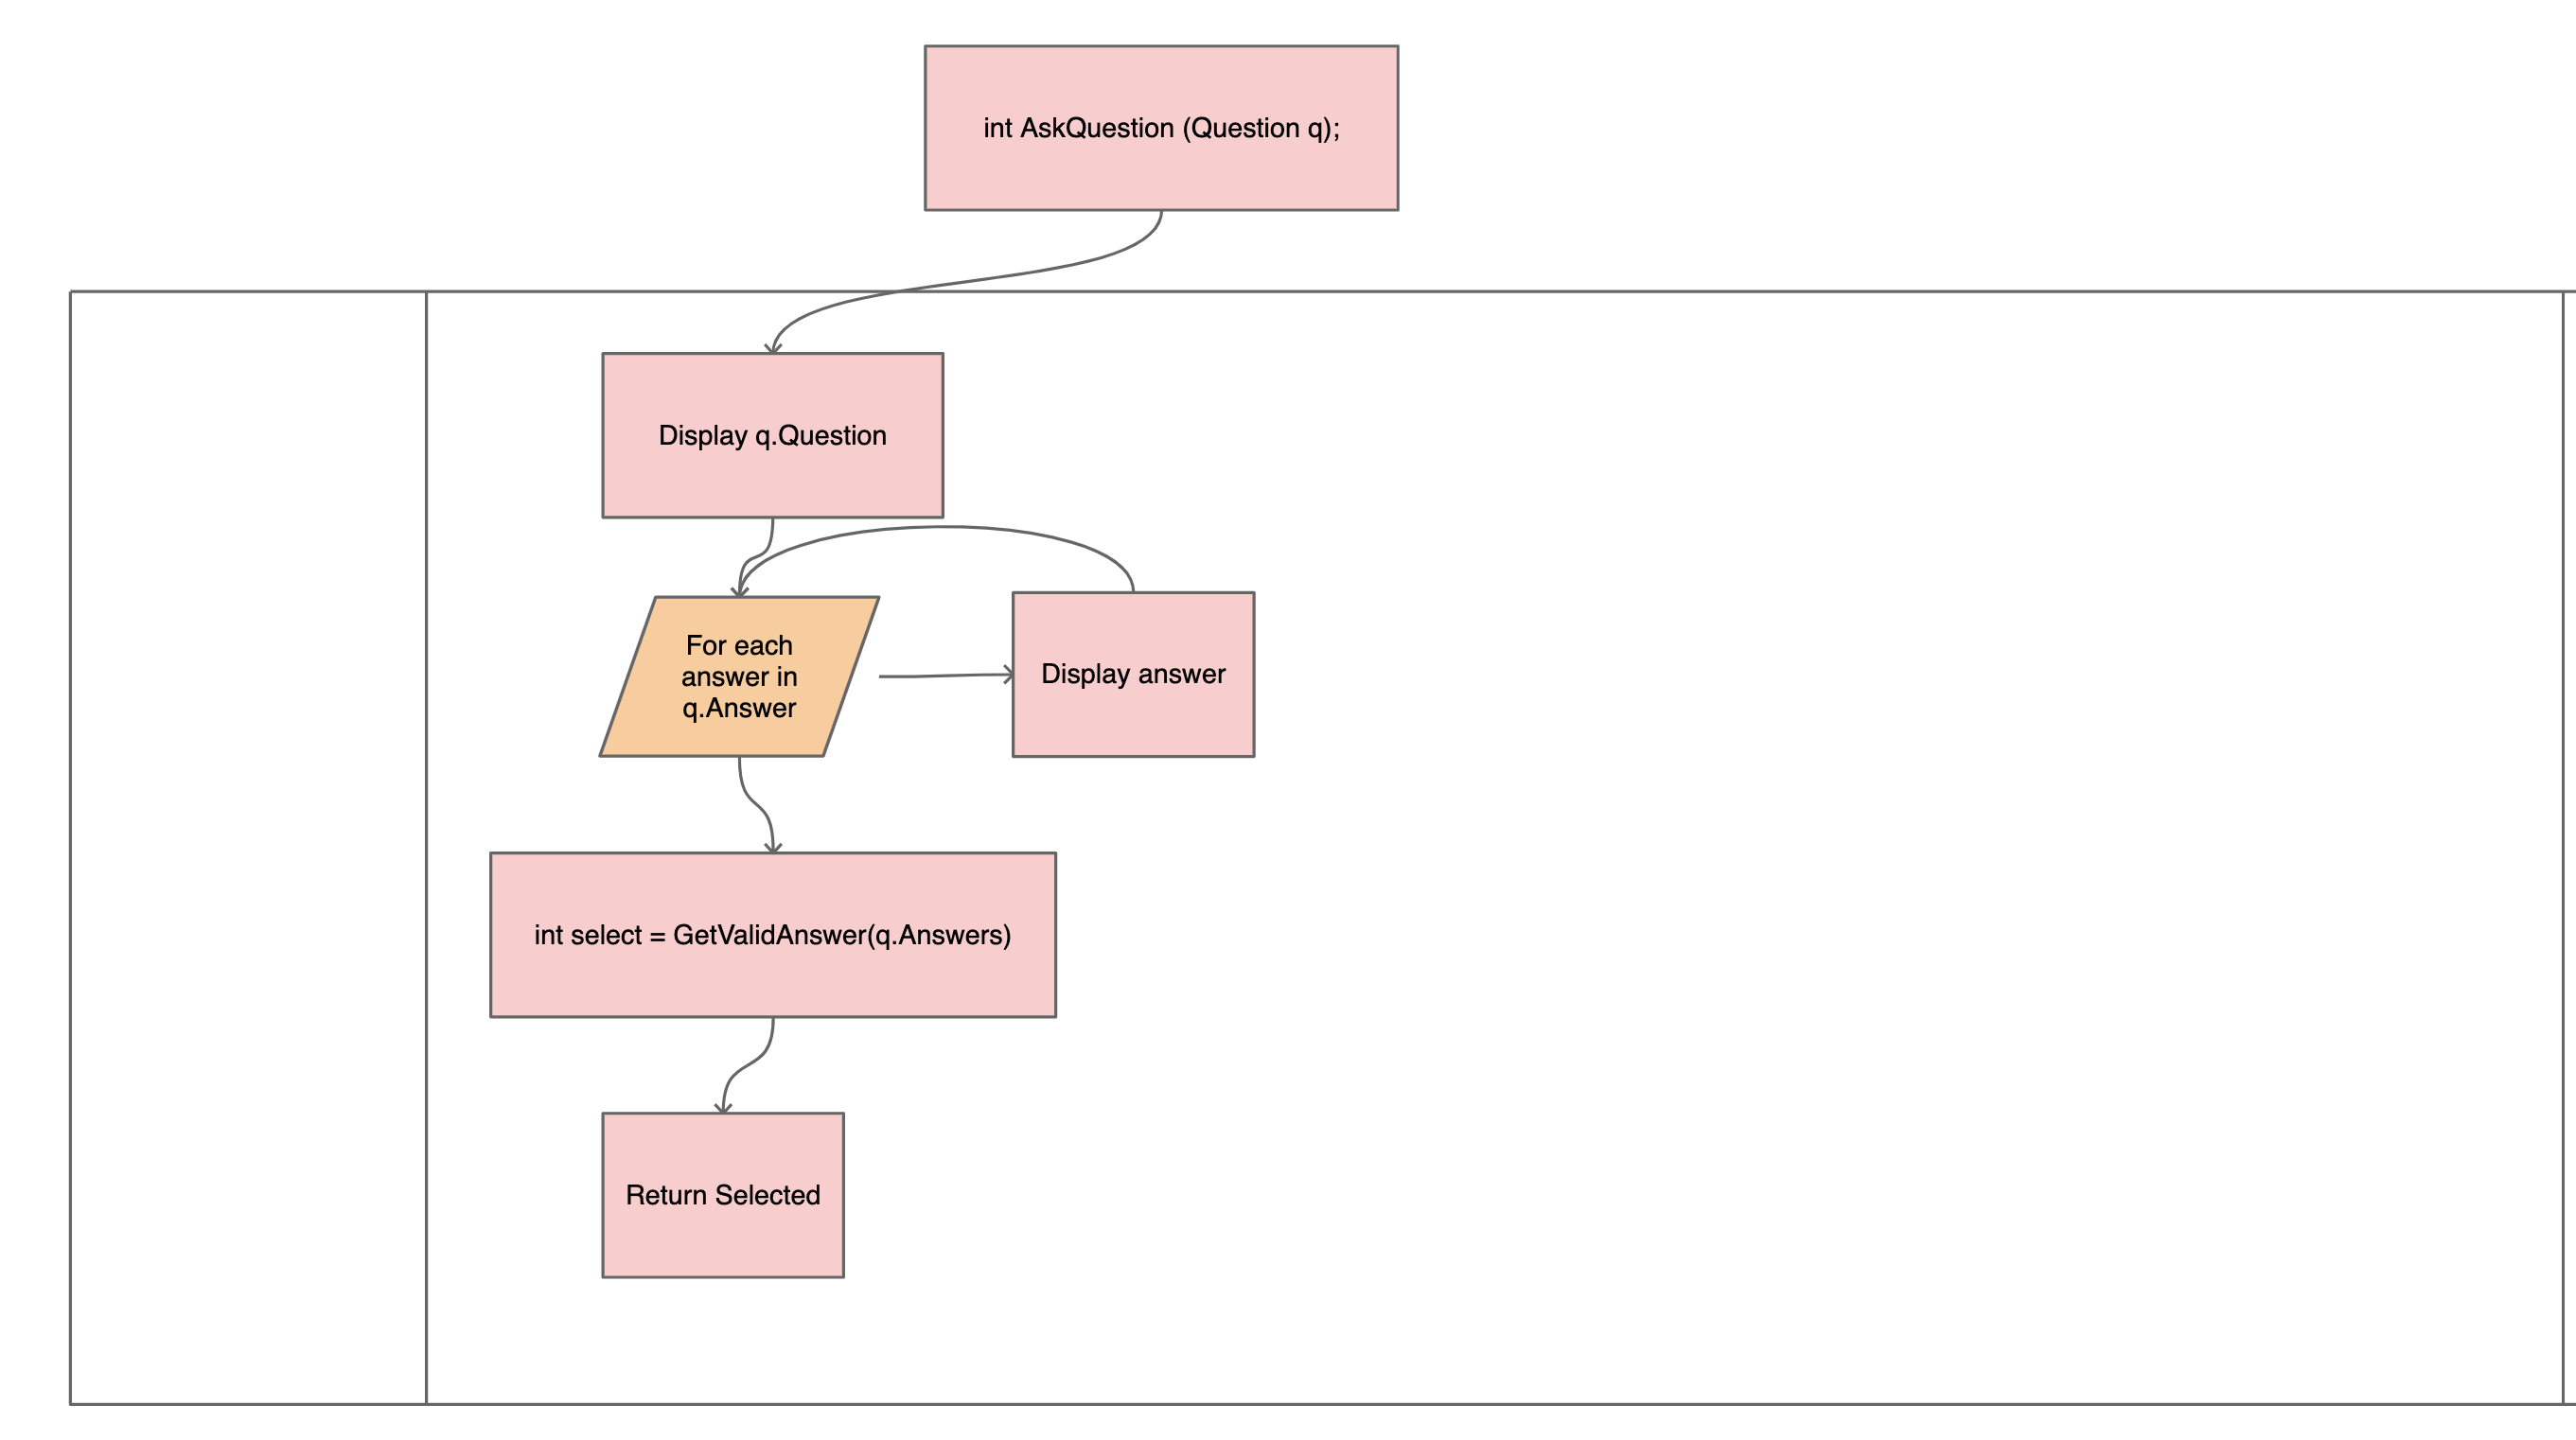 int AskQuestion (Question q);
Display q.Question
For each
answer in
q.Answer
Display answer
int select = GetValidAnswer(q.Answers)
Return Selected